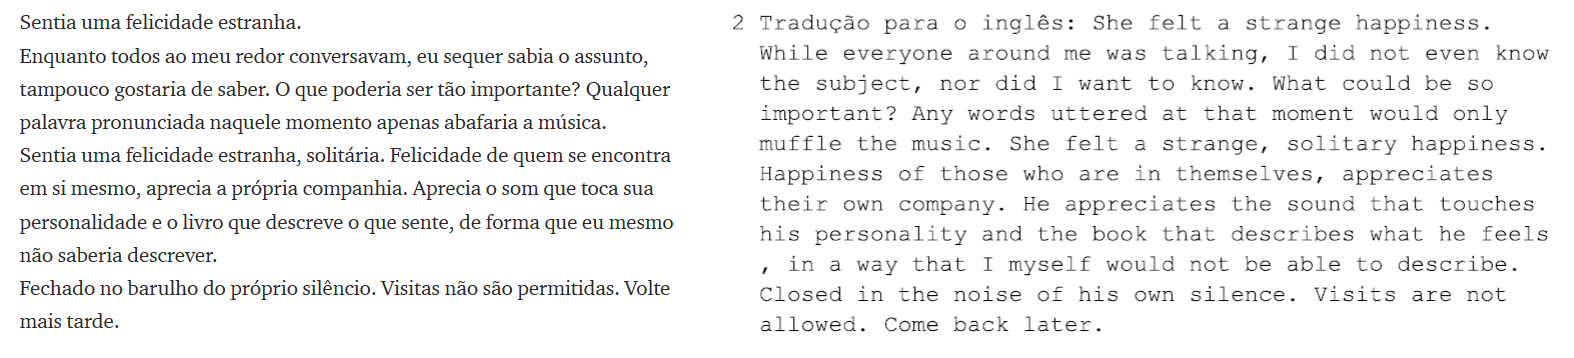 Sentia uma felicidade estranha.
Enquanto todos ao meu redor conversavam, eu sequer sabia o assunto,
tampouco gostaria de saber. O que poderia ser tão importante? Qualquer
palavra pronunciada naquele momento apenas abafaria a música.
Sentia uma felicidade estranha, solitária. Felicidade de quem se encontra
em si mesmo, aprecia a própria companhia. Aprecia o som que toca sua
personalidade e o livro que descreve o que sente, de forma que eu mesmo
não saberia descrever.
Fechado no barulho do próprio silêncio. Visitas não são permitidas. Volte
mais tarde.
2 Tradução para o inglês: She felt a strange happiness.
While everyone around me was talking, I did not even know
the subject, nor did I want to know. What could be so
important? Any words uttered at that moment would only
muffle the music. She felt a strange, solitary happiness.
Happiness of those who are in themselves, appreciates
their own company. He appreciates the sound that touches
his personality and the book that describes what he feels
, in a way that I myself would not be able to describe.
Closed in the noise of his own silence. Visits are not
allowed. Come back later.